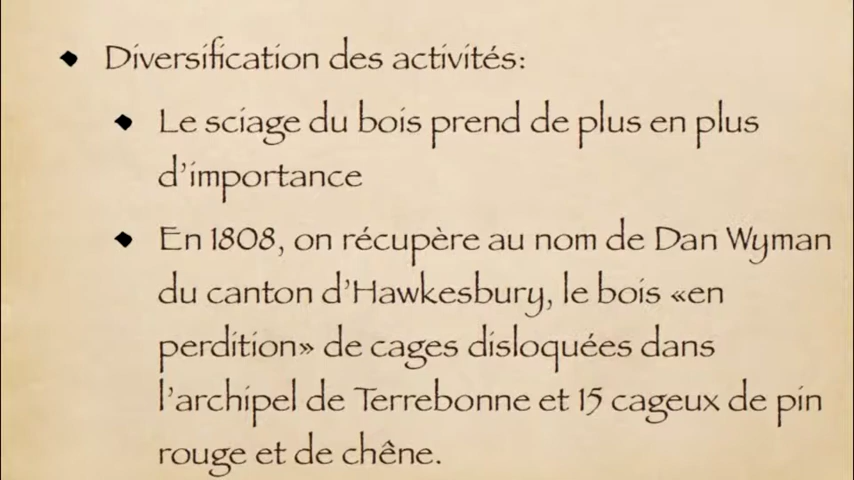 Diversification des activités:
Le sciage du bois prend de plus en plus
d'importance
En 1808, on récupère au nom de Dan Wyman
du canton d'Hawkesbury, le bois «en
perdition» de cages disloquées dans
l'archipel de Terrebonne et 15 cageux de pin
rouge et de chêne.